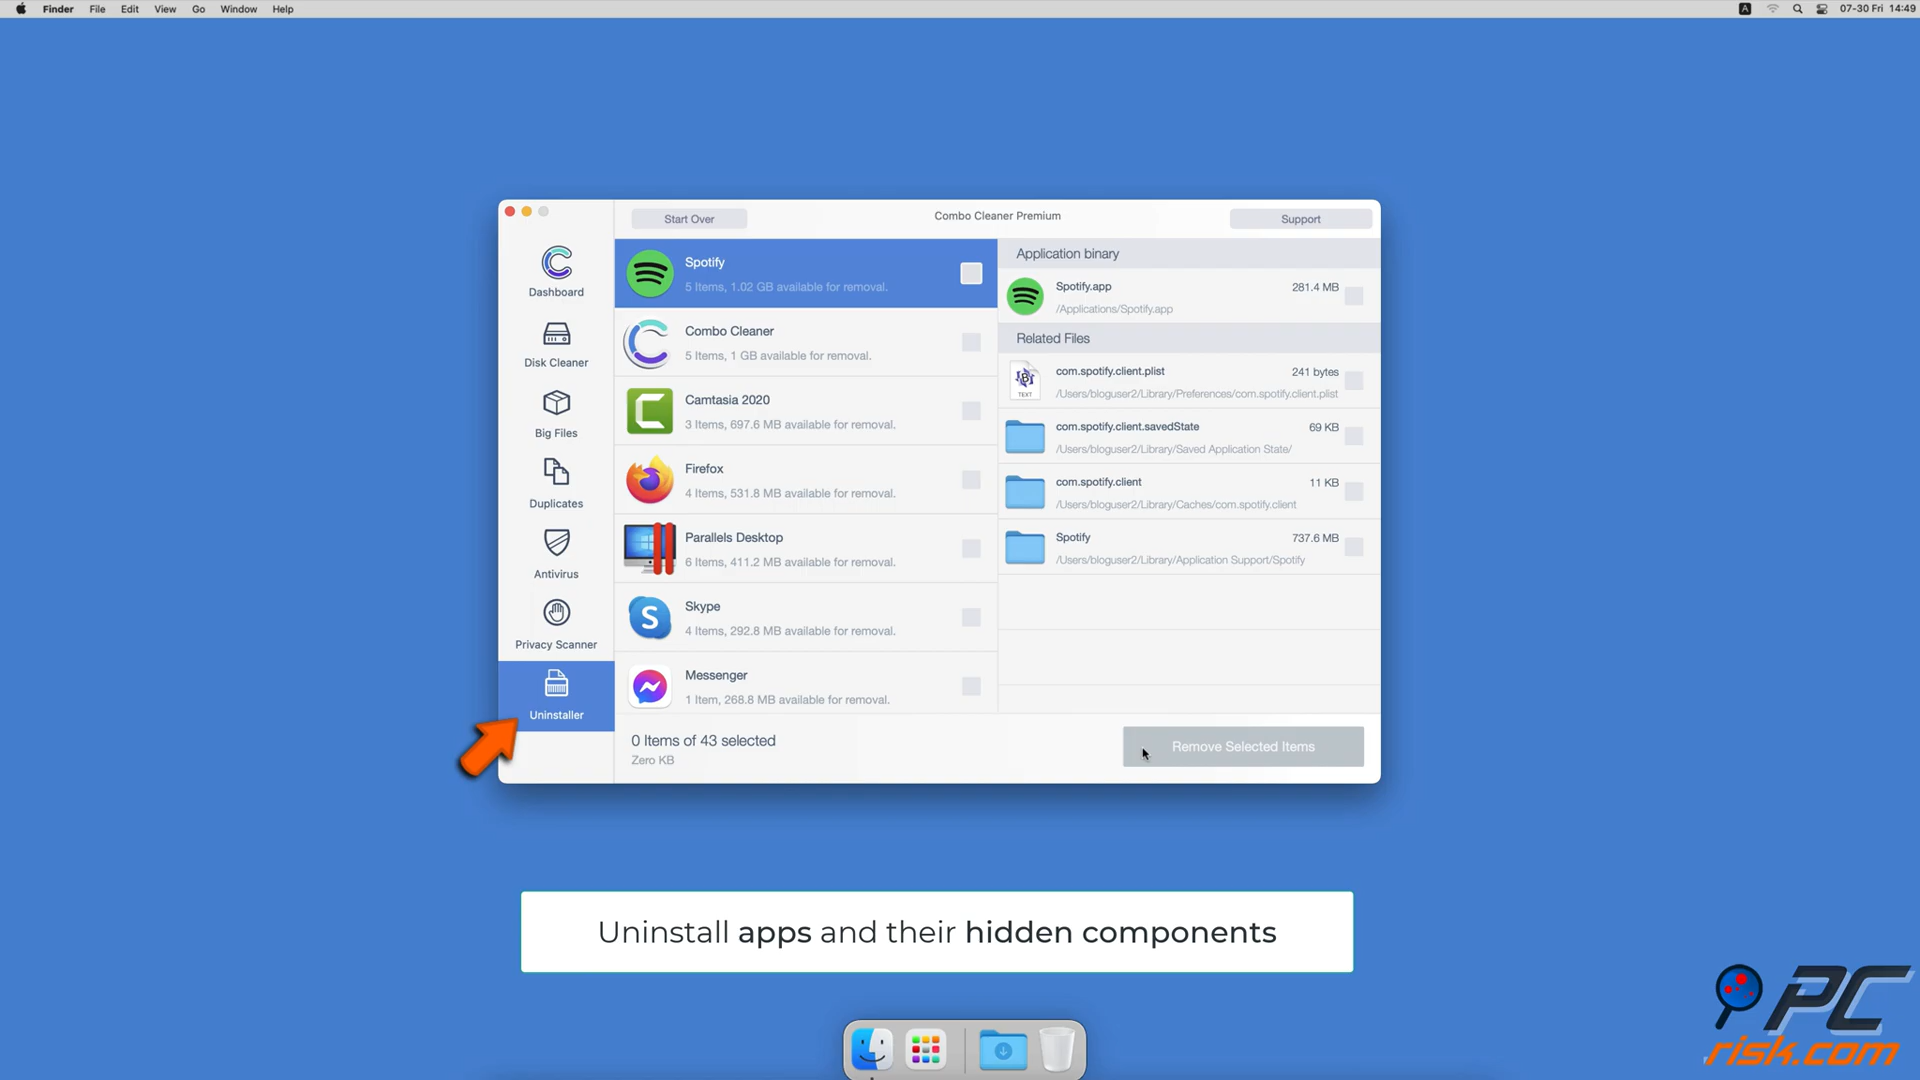 Finder File Edit View Go Window Help
A 07-30 Fri 14:49
Start Over
Combo Cleaner Premium
Support
Dashboard
Disk Cleaner
Big Files
Duplicates
Antivirus
Privacy Scanner
Uninstaller
Spotify
5 Items, 1.02 GB available for removal.
Combo Cleaner
5 Items, 1 GB available for removal.
Camtasia 2020
3 Items, 697.6 MB available for removal.
Firefox
4 Items, 531.8 MB available for removal.
Parallels Desktop
6 Items, 411.2 MB available for removal.
Skype
4 Items, 292.8 MB available for removal.
Messenger
1 Item, 268.8 MB available for removal.
Application binary
Spotify.app 281.4 MB
/Applications/Spotify.app
Related Files
TEXT
com.spotify.client.plist 241 bytes
/Users/bloguser2/Library/Preferences/com.spotify.client.plist
com.spotify.client.savedState 69 KB
/Users/bloguser2/Library/Saved Application State/
com.spotify.client 11 KB
/Users/bloguser2/Library/Caches/com.spotify.client
Spotify 737.6 MB
/Users/bloguser2/Library/Application Support/Spotify
0 Items of 43 selected
Zero KB
Remove Selected Items
Uninstall apps and their hidden components
PC
risk.com